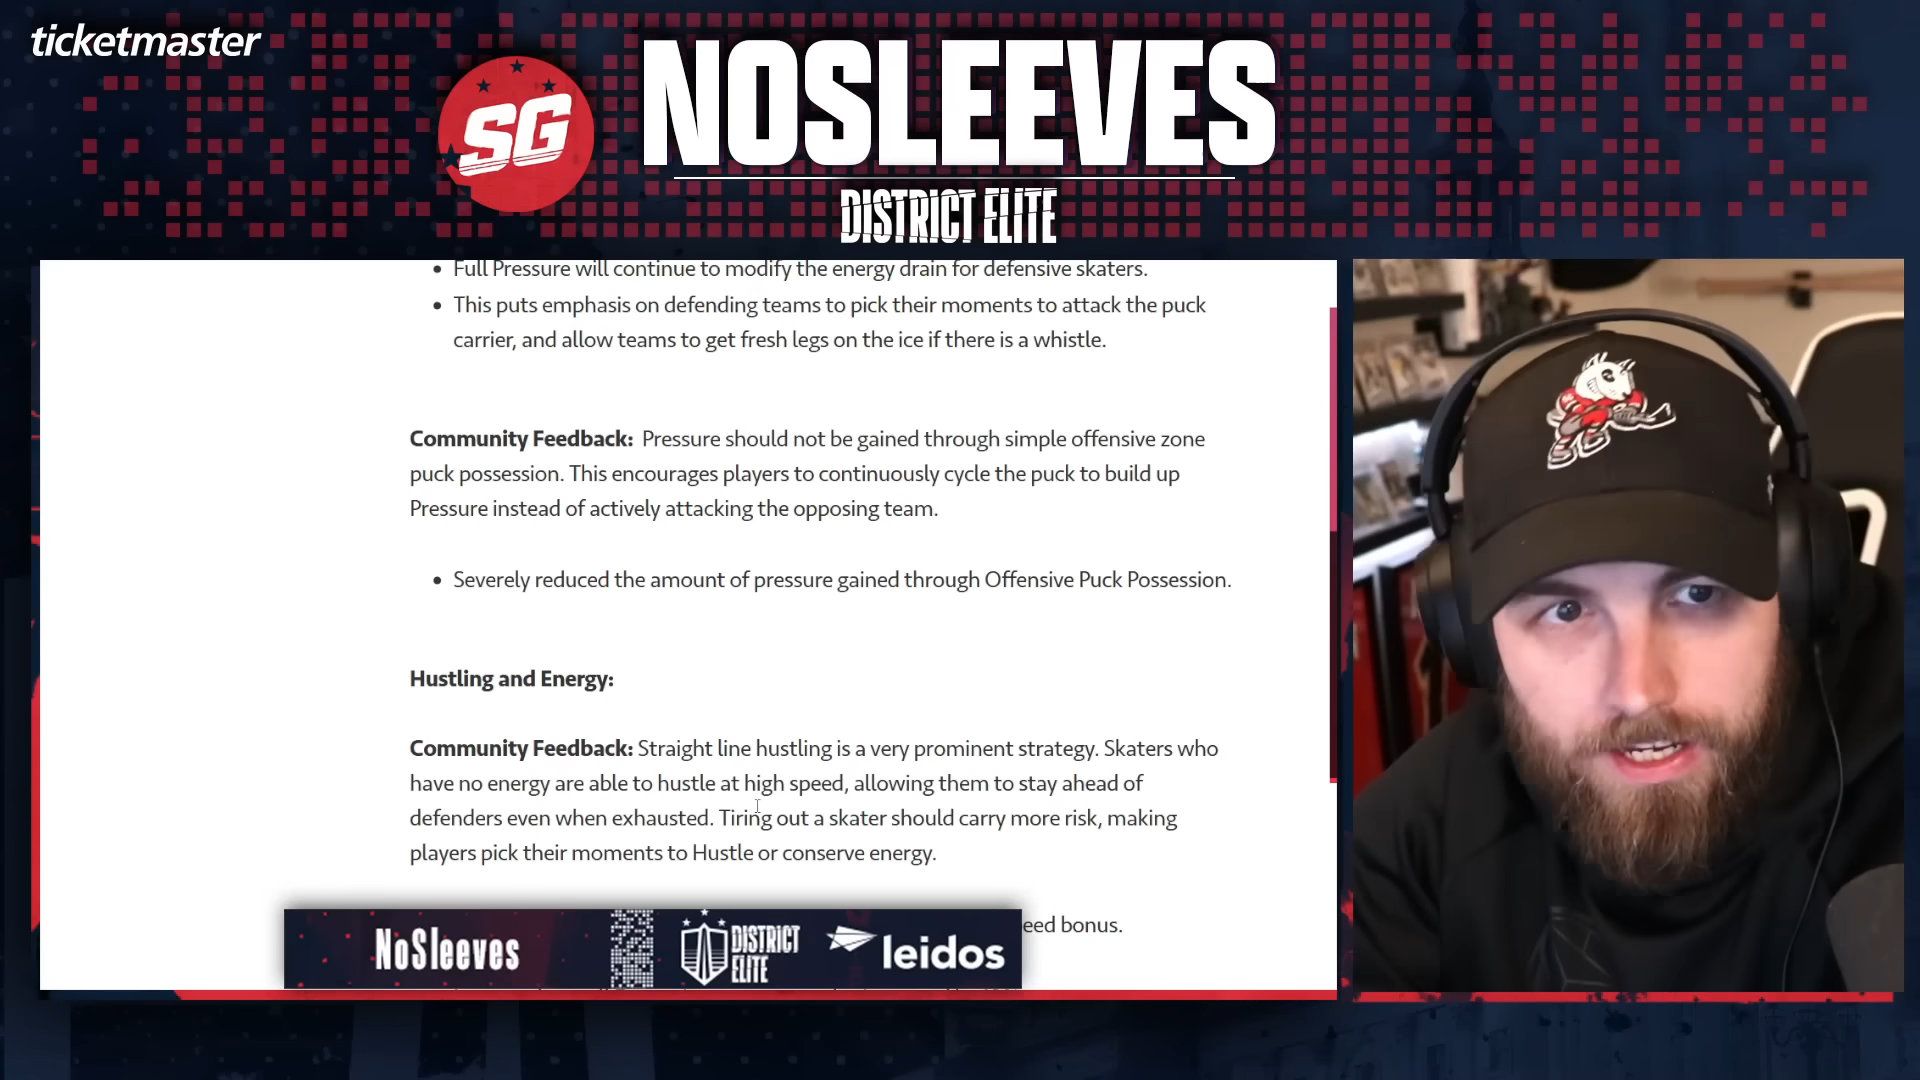 ticketmaster
SG
NOSLEEVES
DISTRICT ELITE
• Full Pressure will continue to modify the energy drain for defensive skaters.
• This puts emphasis on defending teams to pick their moments to attack the puck
carrier, and allow teams to get fresh legs on the ice if there is a whistle.
Community Feedback: Pressure should not be gained through simple offensive zone
puck possession. This encourages players to continuously cycle the puck to build up
Pressure instead of actively attacking the opposing team.
• Severely reduced the amount of pressure gained through Offensive Puck Possession.
Hustling and Energy:
Community Feedback: Straight line hustling is a very prominent strategy. Skaters who
have no energy are able to hustle at high speed, allowing them to stay ahead of
defenders even when exhausted. Tiring out a skater should carry more risk, making
players pick their moments to Hustle or conserve energy.
eed bonus.
NoSleeves
DISTRICT
ELITE
leidos